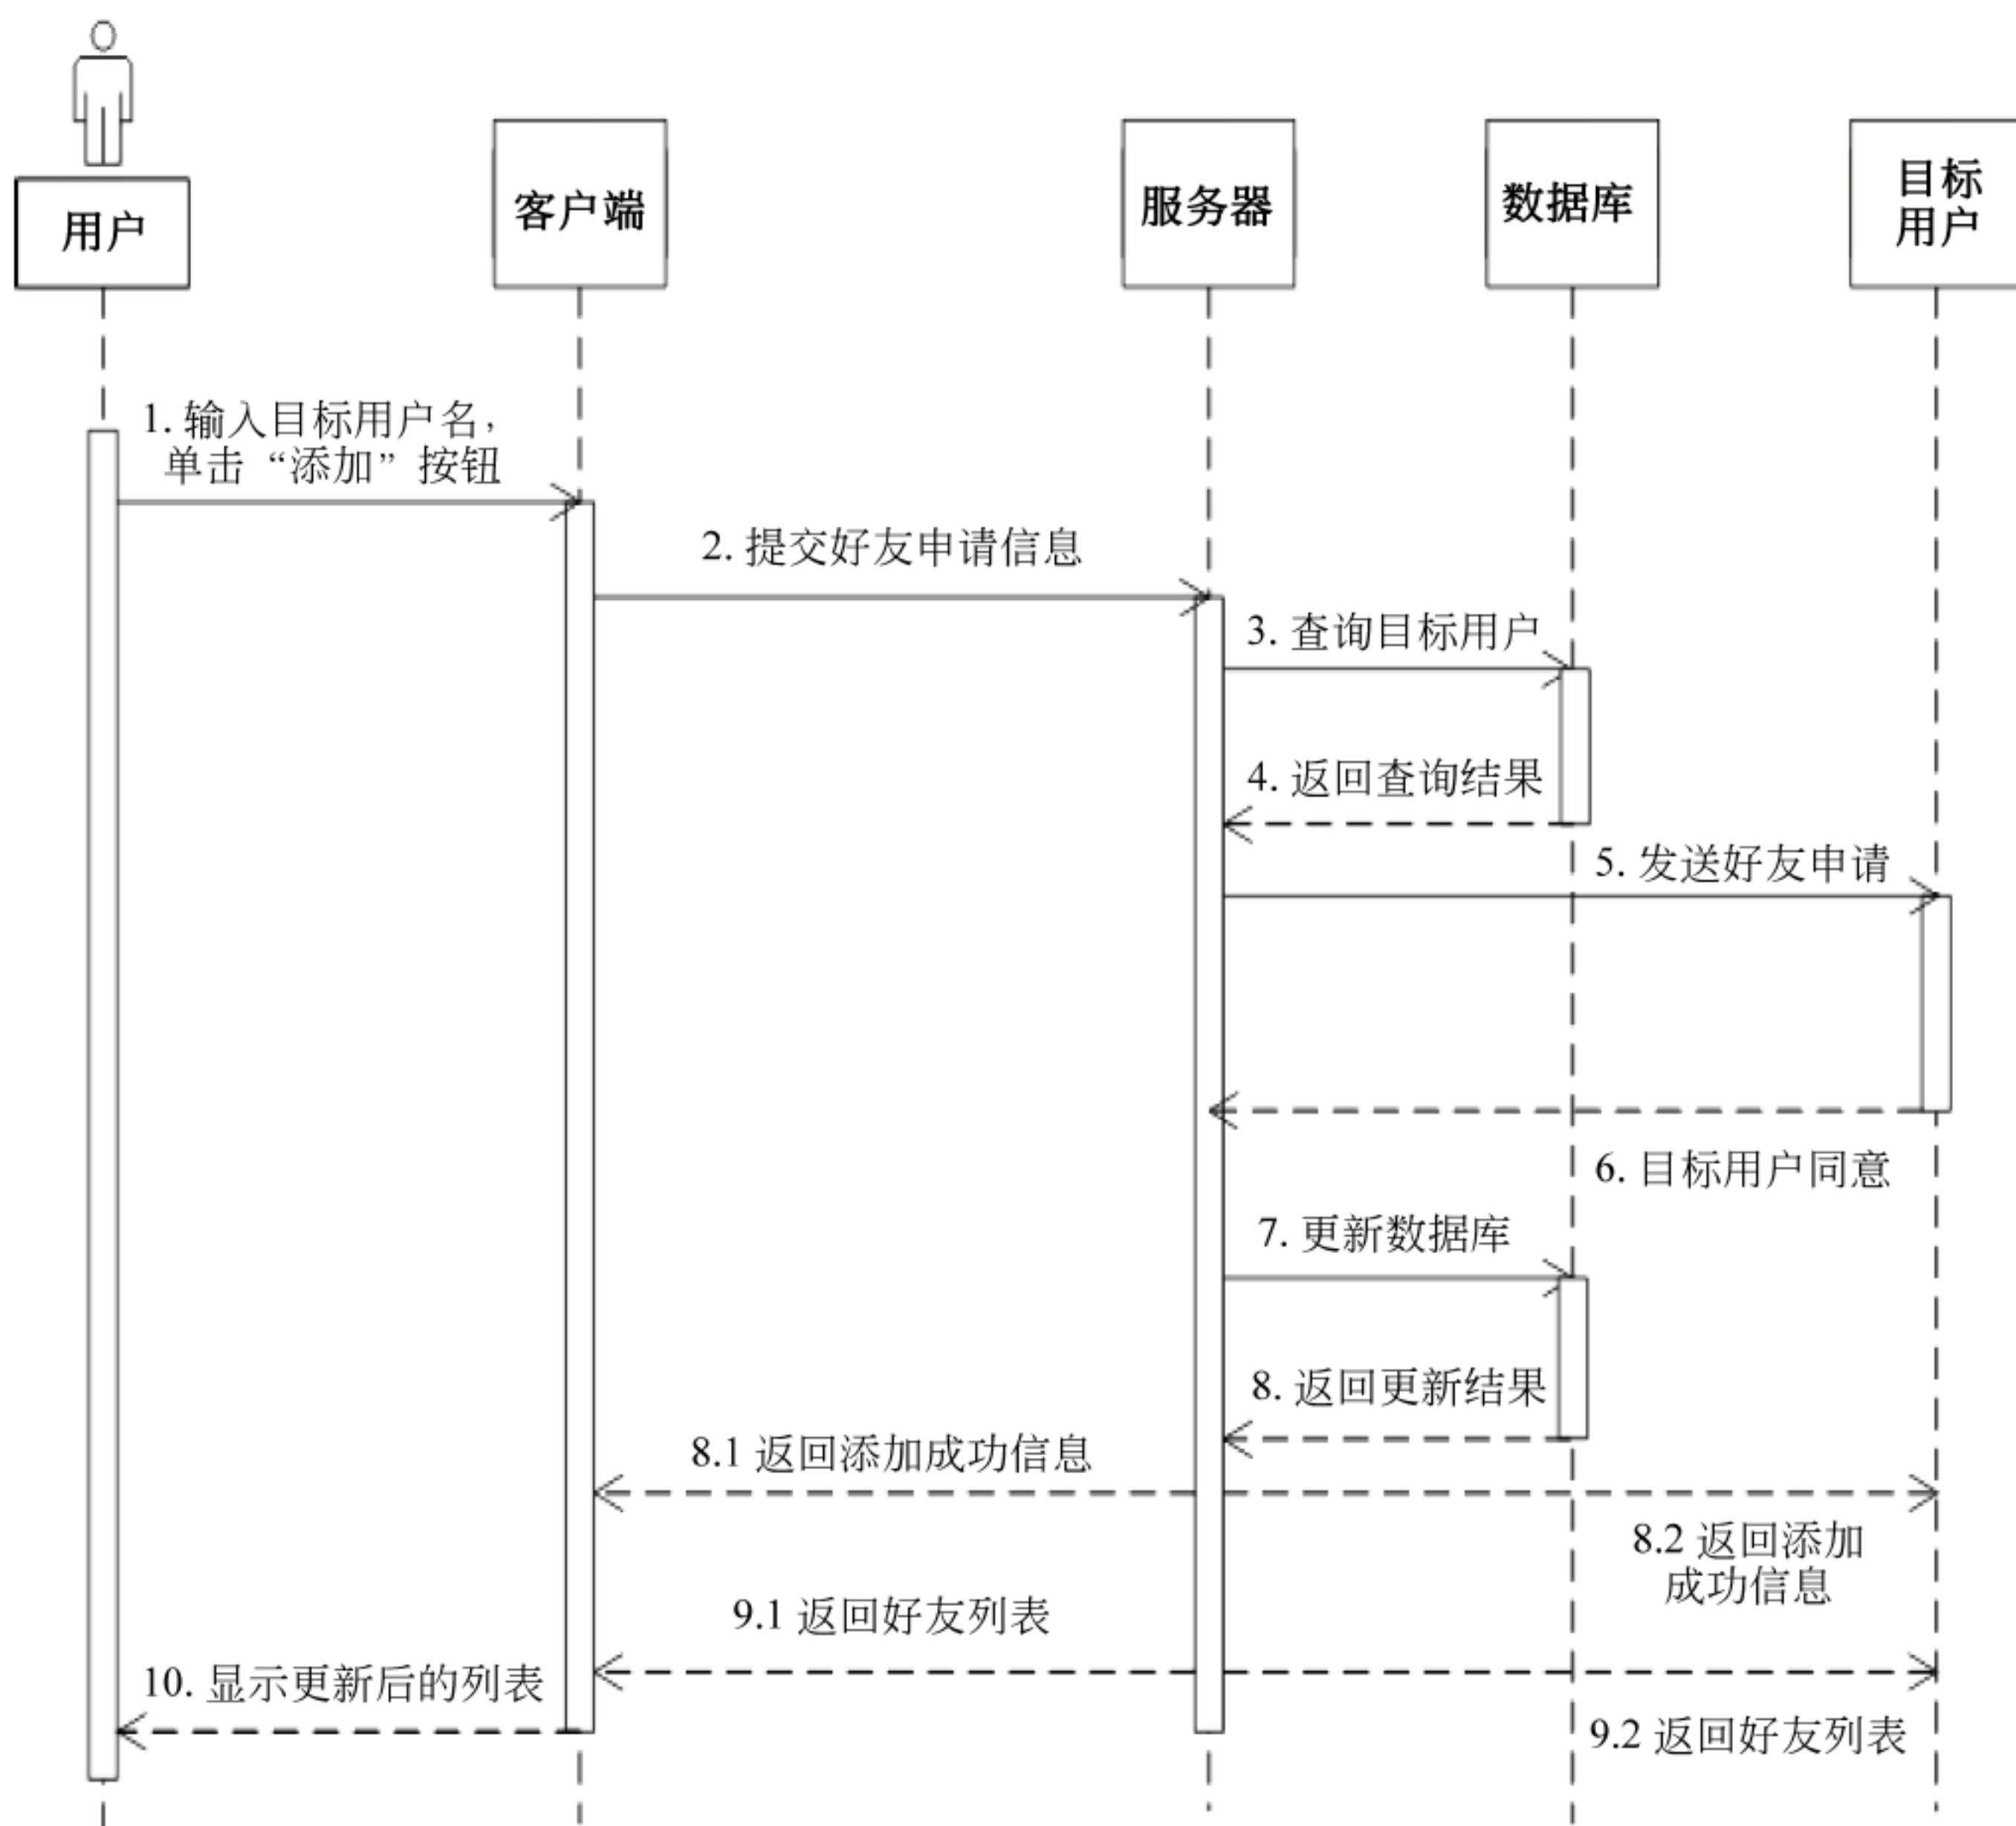 用户
客户端
服务器
数据库
目标
用户
1. 输入目标用户名，
单击“添加”按钮
2. 提交好友申请信息
3. 查询目标用户
4. 返回查询结果
5. 发送好友申请
6. 目标用户同意
7. 更新数据库
8. 返回更新结果
8.1 返回添加成功信息
8.2 返回添加
成功信息
9.1 返回好友列表
10. 显示更新后的列表
9.2 返回好友列表